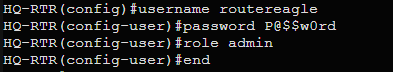 HQ-RTR(config)#username routereagle
HQ-RTR(config-user)#password P@$$w0rd
HQ-RTR(config-user)#role admin
HQ-RTR(config-user)#end